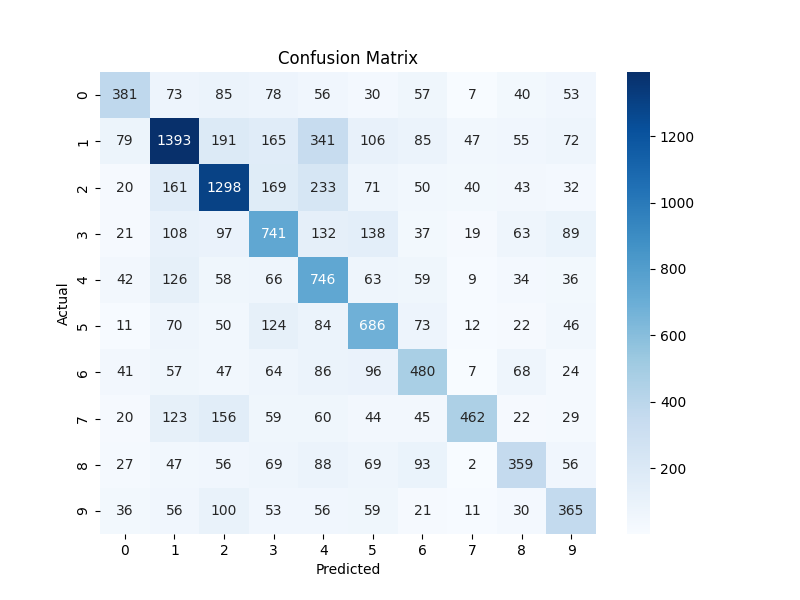 Confusion Matrix
0 381 73 85 78 56 30 57 7 40 53
1 79 1393 191 165 341 106 85 47 55 72
2 20 161 1298 169 233 71 50 40 43 32
3 21 108 97 741 132 138 37 19 63 89
4 42 126 58 66 746 63 59 9 34 36
5 11 70 50 124 84 686 73 12 22 46
6 41 57 47 64 86 96 480 7 68 24
7 20 123 156 59 60 44 45 462 22 29
8 27 47 56 69 88 69 93 2 359 56
9 36 56 100 53 56 59 21 11 30 365
0 1 2 3 4 5 6 7 8 9
Predicted
Actual
1200
1000
800
600
400
200